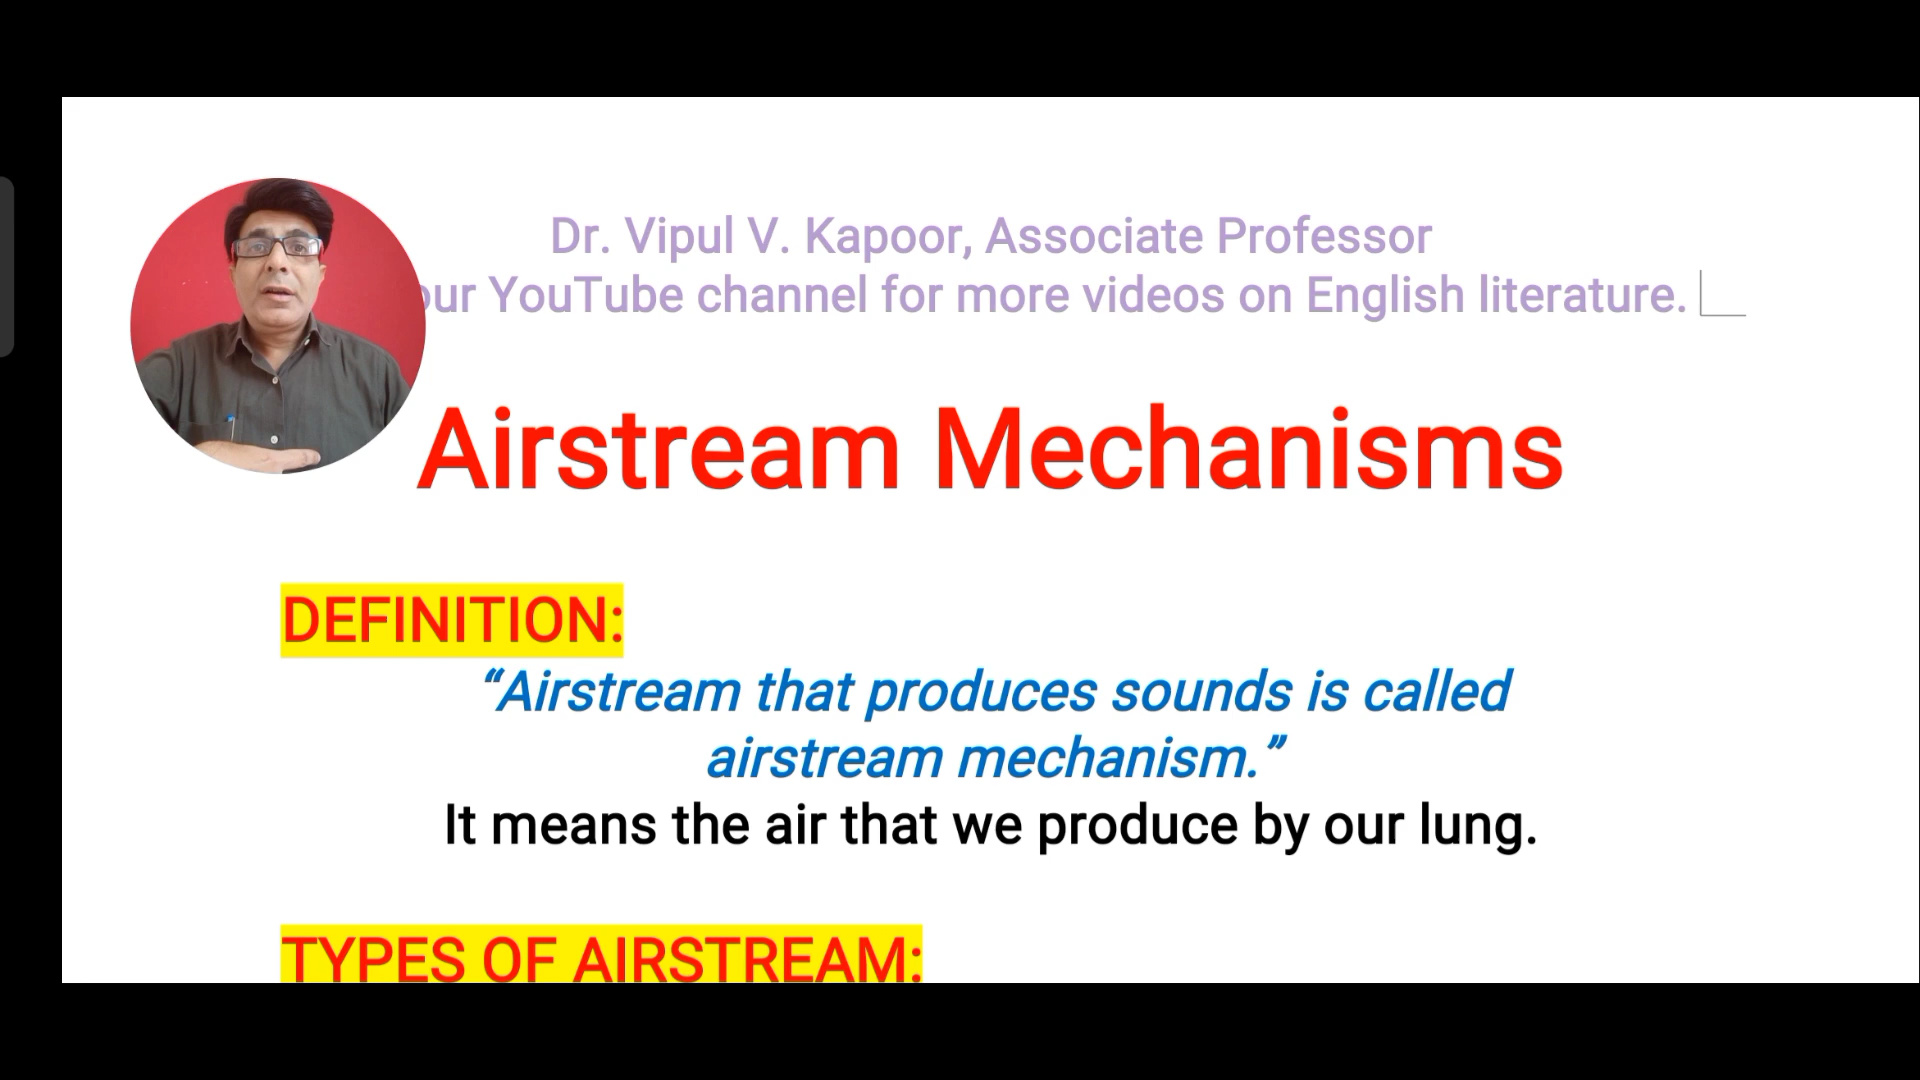 Dr. Vipul V. Kapoor, Associate Professor
our YouTube channel for more videos on English literature.
Airstream Mechanisms
DEFINITION:
“Airstream that produces sounds is called
airstream mechanism.”
It means the air that we produce by our lung.
TYPES OF AIRSTREAM: